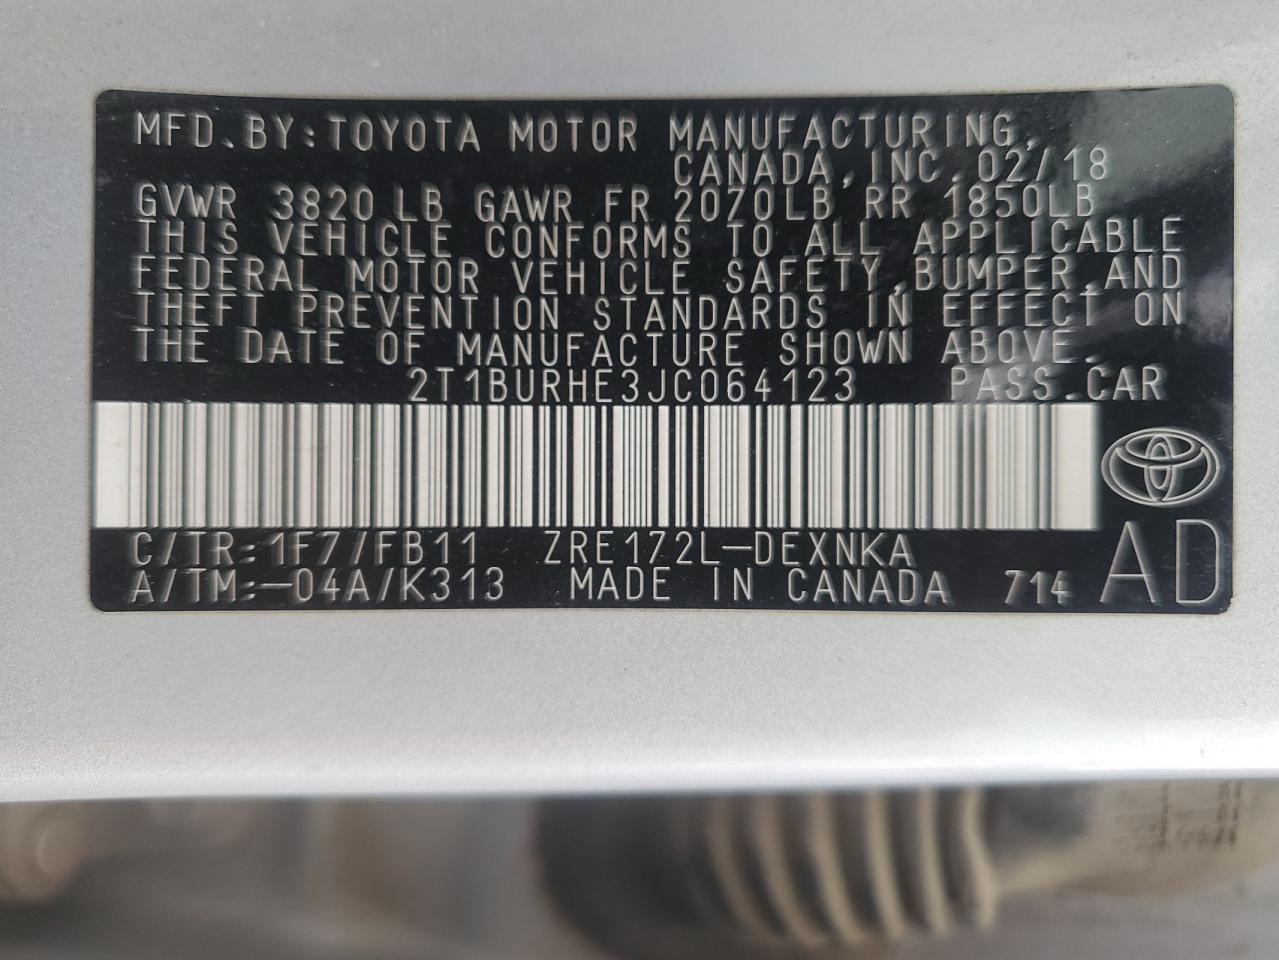 MFD.BY:TOYOTA MOTOR MANUFACTURING,
CANADA,INC.02/18
GVWR 3820 LB GAWR FR 2070LB RR 1850LB
THIS VEHICLE CONFORMS TO ALL APPLICABLE
FEDERAL MOTOR VEHICLE SAFETY,BUMPER,AND
THEFT PREVENTION STANDARDS IN EFFECT ON
THE DATE OF MANUFACTURE SHOWN ABOVE.
2T1BURHE3JC064123 PASS.CAR
C/TR:1F7/FB11 ZRE172L-DEXNKA
A/TM:-04A/K313 MADE IN CANADA 714 AD